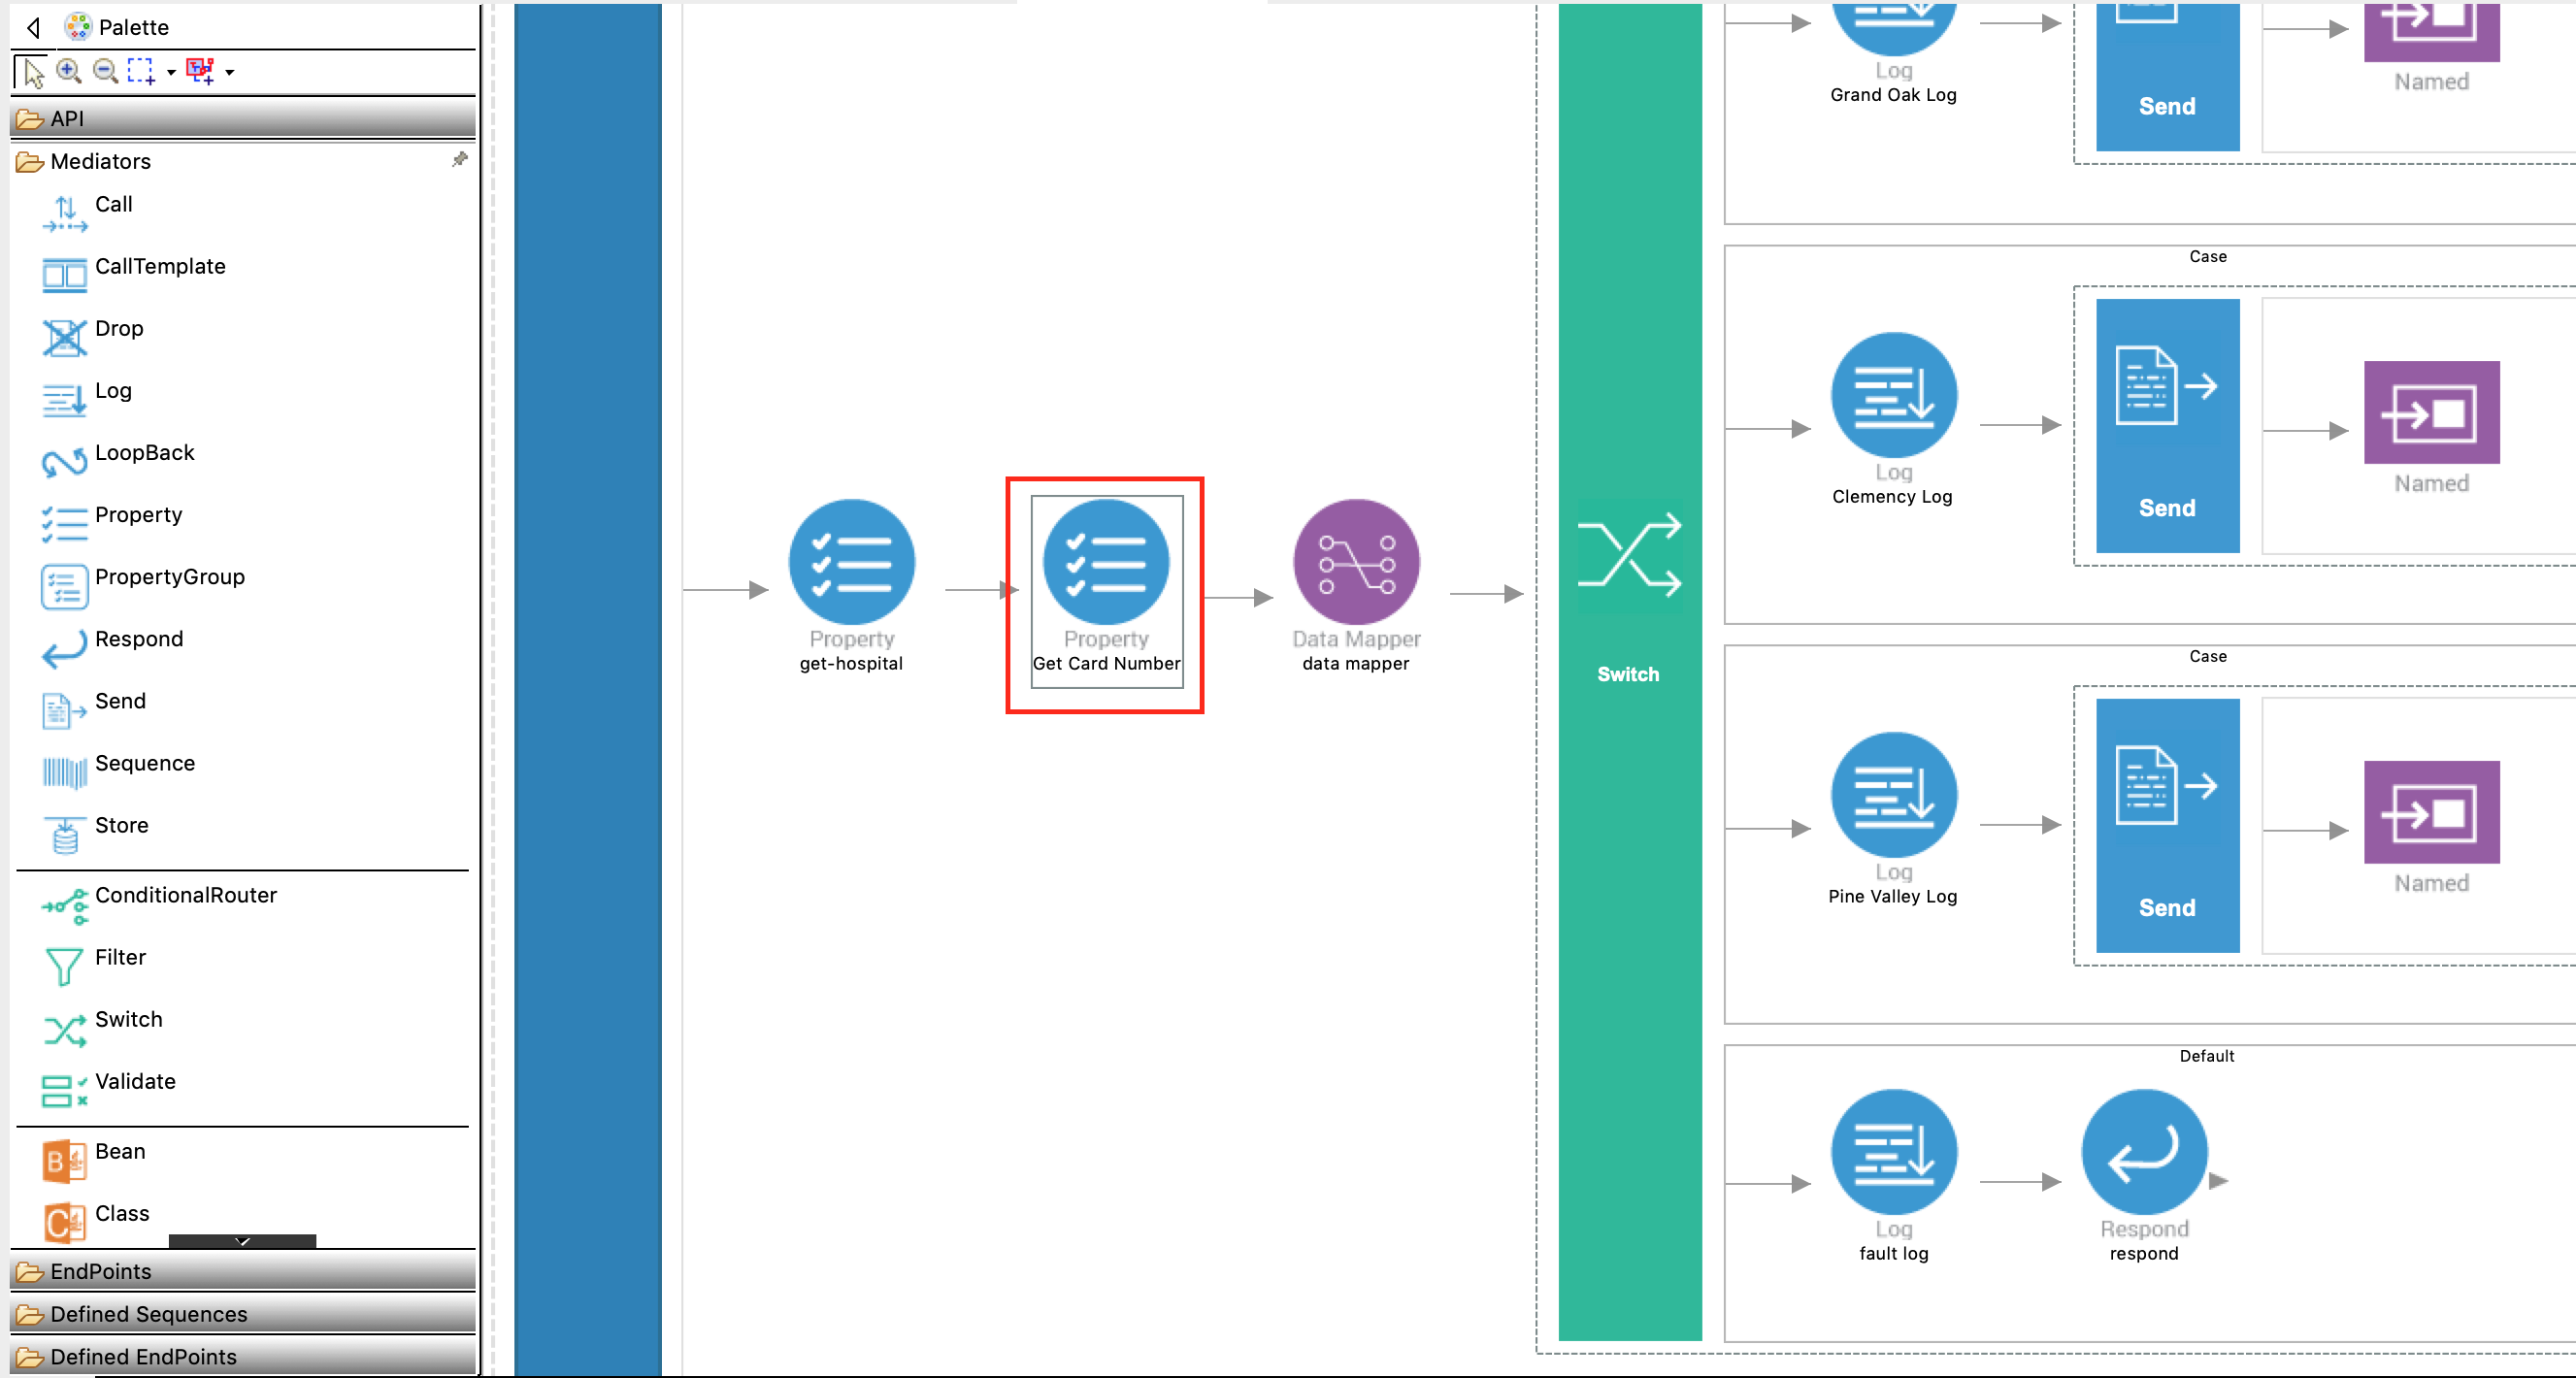 Palette
API
Mediators
Call
CallTemplate
Drop
Log
LoopBack
Property
PropertyGroup
Respond
Send
Sequence
Store
ConditionalRouter
Filter
Switch
Validate
Bean
Class
EndPoints
Defined Sequences
Defined EndPoints
Property
get-hospital
Property
Get Card Number
Data Mapper
data mapper
Switch
Log
Grand Oak Log
Send
Named
Case
Log
Clemency Log
Send
Named
Case
Log
Pine Valley Log
Send
Named
Default
Log
fault log
Respond
respond